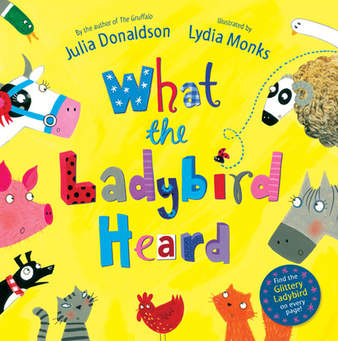 By the author of The Gruffalo
Julia Donaldson
Illustrated by
Lydia Monks
What
the
Ladybird
Heard
Find the
Glittery
Ladybird
on every
page!